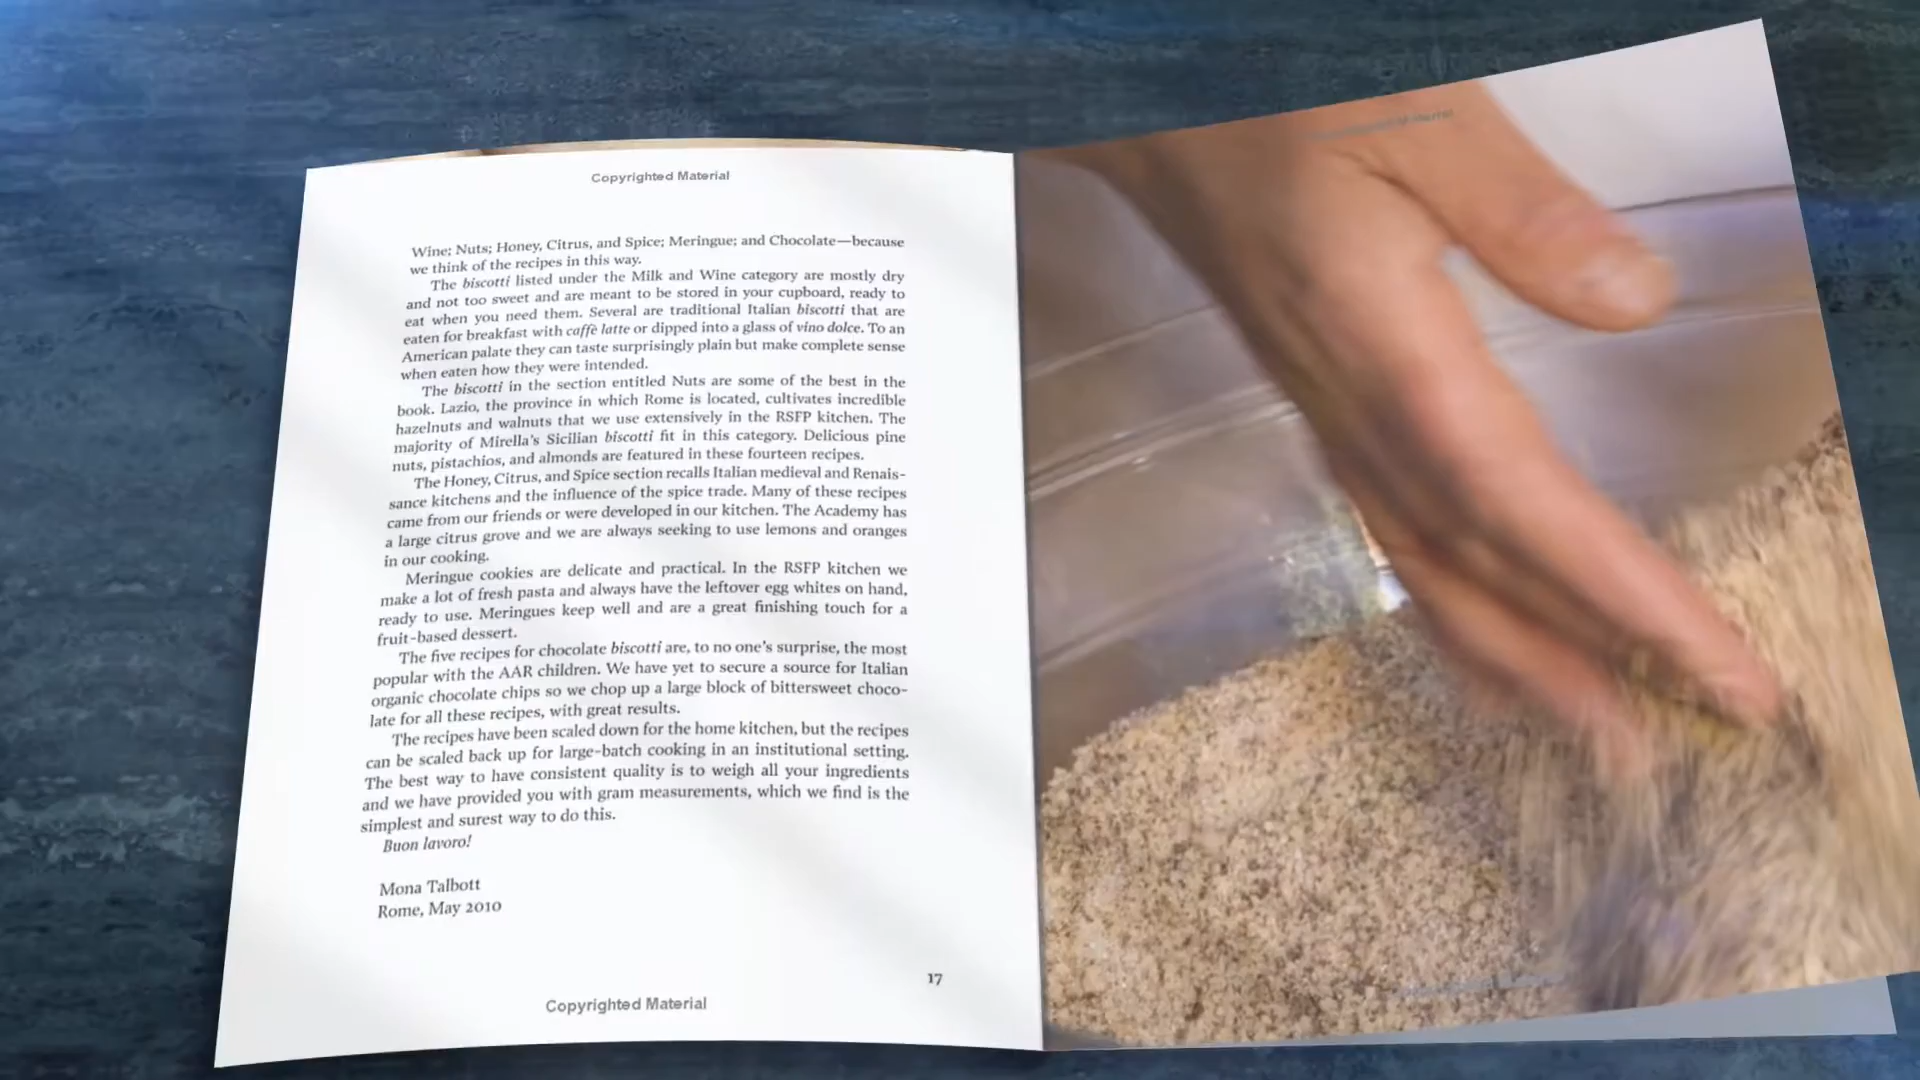 Copyrighted Material
Wine; Nuts; Honey, Citrus, and Spice; Meringue; and Chocolate—because
we think of the recipes in this way.
The biscotti listed under the Milk and Wine category are mostly dry
and not too sweet and are meant to be stored in your cupboard, ready to
eat when you need them. Several are traditional Italian biscotti that are
eaten for breakfast with caffè latte or dipped into a glass of vino dolce. To an
American palate they can taste surprisingly plain but make complete sense
when eaten how they were intended.
The biscotti in the section entitled Nuts are some of the best in the
book. Lazio, the province in which Rome is located, cultivates incredible
hazelnuts and walnuts that we use extensively in the RSFP kitchen. The
majority of Mirella's Sicilian biscotti fit in this category. Delicious pine
nuts, pistachios, and almonds are featured in these fourteen recipes.
The Honey, Citrus, and Spice section recalls Italian medieval and Renais-
sance kitchens and the influence of the spice trade. Many of these recipes
came from our friends or were developed in our kitchen. The Academy has
a large citrus grove and we are always seeking to use lemons and oranges
in our cooking.
Meringue cookies are delicate and practical. In the RSFP kitchen we
make a lot of fresh pasta and always have the leftover egg whites on hand,
ready to use. Meringues keep well and are a great finishing touch for a
fruit-based dessert.
The five recipes for chocolate biscotti are, to no one's surprise, the most
popular with the AAR children. We have yet to secure a source for Italian
organic chocolate chips so we chop up a large block of bittersweet choco-
late for all these recipes, with great results.
The recipes have been scaled down for the home kitchen, but the recipes
can be scaled back up for large-batch cooking in an institutional setting.
The best way to have consistent quality is to weigh all your ingredients
and we have provided you with gram measurements, which we find is the
simplest and surest way to do this.
Buon lavoro!
Mona Talbott
Rome, May 2010
17
Copyrighted Material